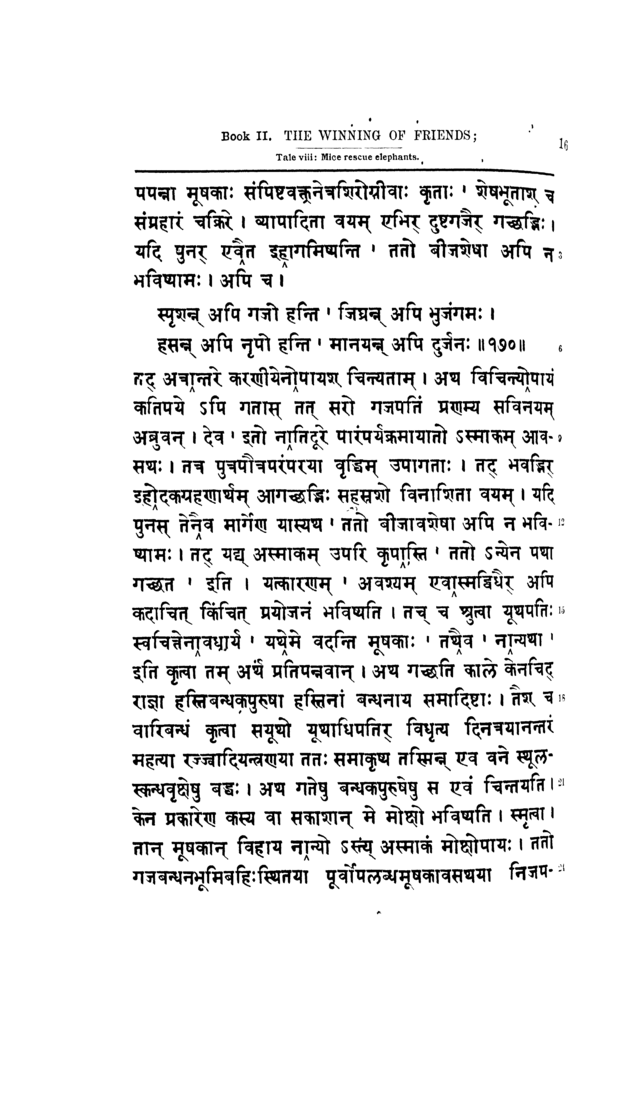 Book II. THE WINNING OF FRIENDS;
16
Tale viii: Mice rescue elephants.
पपन्ना मूषकाः संपिष्टवक्त्रनेत्रशिरोग्रीवाः कृताः ' शेषभूताश् च
संप्रहारं चक्रिरे । व्यापादिता वयम् एभिर् दुष्टगजैर् गच्छद्भिः ।
यदि पुनर् एवैत इहागमिष्यन्ति ' ततो बीजशेषा अपि न 3
भविष्यामः । अपि च ।
स्पृशन्न् अपि गजो हन्ति ' जिघ्रन्न् अपि भुजंगमः ।
हसन्न् अपि नृपो हन्ति ' मानयन्न् अपि दुर्जनः ॥१७०॥ 6
तद् अत्रान्तरे करणीयेनोपायश् चिन्त्यताम् । अथ विचिन्त्योपायं
कतिपये ऽपि गतास् तत् सरो गजपतिं प्रणम्य सविनयम्
अब्रुवन् । देव ' इतो नातिदूरे पारंपर्यक्रमायातो ऽस्माकम् आव- 9
सथः । तत्र पुत्रपौत्रपरंपरया वृद्धिम् उपागताः । तद् भवद्भिर्
इहोदकग्रहणार्थम् आगच्छद्भिः सहस्रशो विनाशिता वयम् । यदि
पुनस् तेनैव मार्गेण यास्यथ ' ततो बीजावशेषा अपि न भवि- 12
ष्यामः । तद् यद्य् अस्माकम् उपरि कृपास्ति ' ततो ऽन्येन पथा
गच्छत ' इति । यत्कारणम् ' अवश्यम् एवास्मद्विधैर् अपि
कदाचित् किंचित् प्रयोजनं भविष्यति । तच् च श्रुत्वा यूथपतिः 15
स्वचित्तेनावधार्य ' यथेमे वदन्ति मूषकाः ' तथैव ' नान्यथा '
इति कृत्वा तम् अर्थं प्रतिपन्नवान् । अथ गच्छति काले केनचिद्
राज्ञा हस्तिबन्धकपुरुषा हस्तिनां बन्धनाय समादिष्टाः । तैश् च 18
वारिबन्धं कृत्वा सयूथो यूथाधिपतिर् विधृत्य दिनत्रयानन्तरं
महत्या रज्ज्वादियन्त्रणया ततः समाकृष्य तस्मिन्न् एव वने स्थूल-
स्कन्धवृक्षेषु बद्धः । अथ गतेषु बन्धकपुरुषेषु स एवं चिन्तयति । 21
केन प्रकारेण कस्य वा सकाशान् मे मोक्षो भविष्यति । स्मृत्वा ।
तान् मूषकान् विहाय नान्यो ऽस्त्य् अस्माकं मोक्षोपायः । ततो
गजबन्धनभूमिबहिःस्थितया पूर्वोपलब्धमूषकावसथया निजप- 24